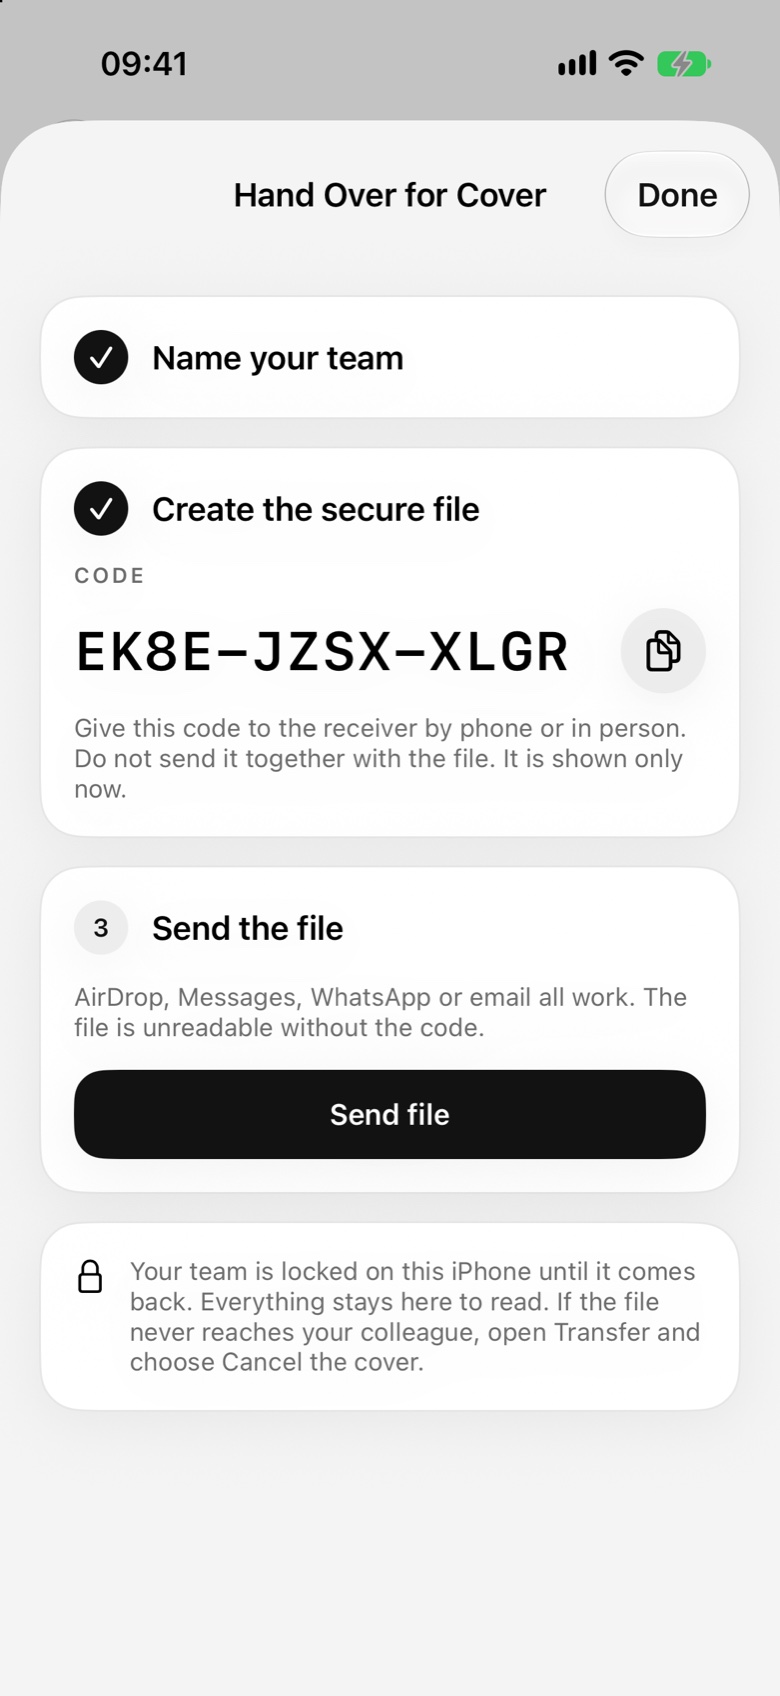 09:41
Hand Over for Cover
Done
Name your team
Create the secure file
CODE
EK8E–JZSX–XLGR
Give this code to the receiver by phone or in person.
Do not send it together with the file. It is shown only
now.
3
Send the file
AirDrop, Messages, WhatsApp or email all work. The
file is unreadable without the code.
Send file
Your team is locked on this iPhone until it comes
back. Everything stays here to read. If the file
never reaches your colleague, open Transfer and
choose Cancel the cover.